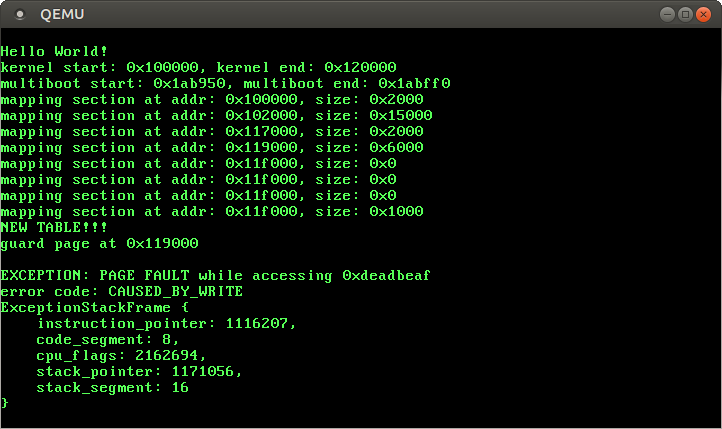 QEMU
Hello World!
kernel start: 0x100000, kernel end: 0x120000
multiboot start: 0x1ab950, multiboot end: 0x1abff0
mapping section at addr: 0x100000, size: 0x2000
mapping section at addr: 0x102000, size: 0x15000
mapping section at addr: 0x117000, size: 0x2000
mapping section at addr: 0x119000, size: 0x6000
mapping section at addr: 0x11f000, size: 0x0
mapping section at addr: 0x11f000, size: 0x0
mapping section at addr: 0x11f000, size: 0x0
mapping section at addr: 0x11f000, size: 0x1000
NEW TABLE!!!
guard page at 0x119000
EXCEPTION: PAGE FAULT while accessing 0xdeadbeaf
error code: CAUSED_BY_WRITE
ExceptionStackFrame {
    instruction_pointer: 1116207,
    code_segment: 8,
    cpu_flags: 2162694,
    stack_pointer: 1171056,
    stack_segment: 16
}